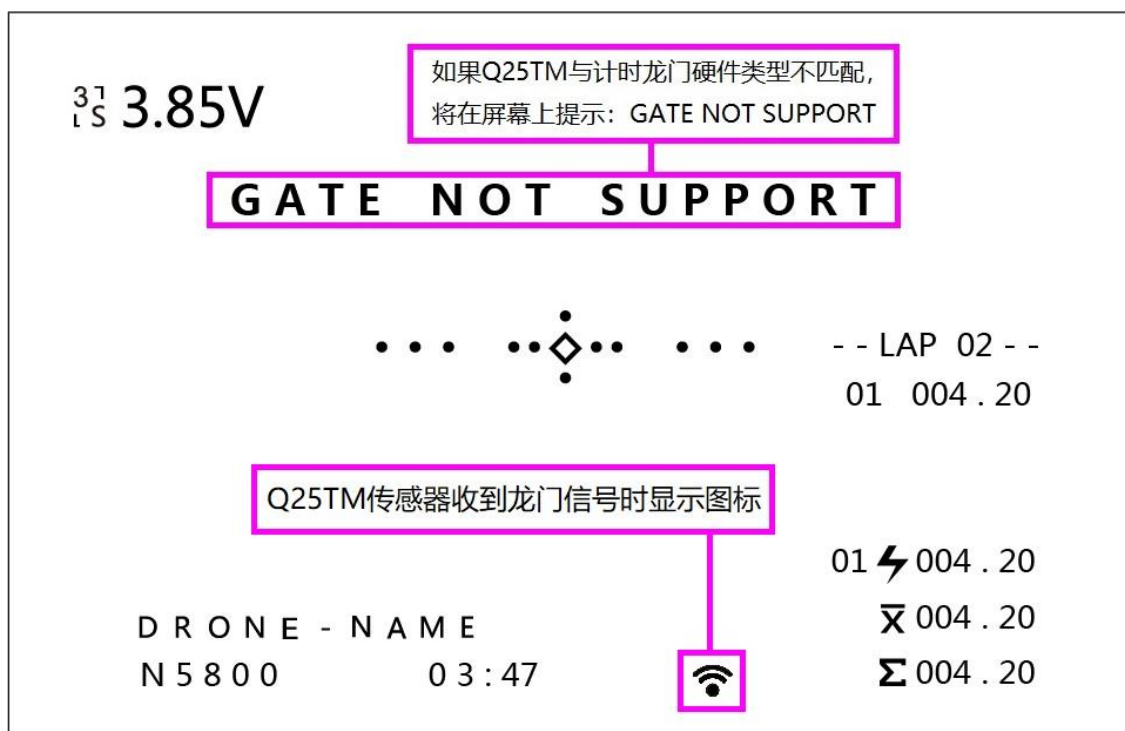 如果Q25TM与计时龙门硬件类型不匹配，
将在屏幕上提示：GATE NOT SUPPORT
3.85V
GATE NOT SUPPORT
-- LAP 02 --
01 004.20
Q25TM传感器收到龙门信号时显示图标
01 004.20
DRONE-NAME
x̅ 004.20
N5800 03:47
Σ 004.20